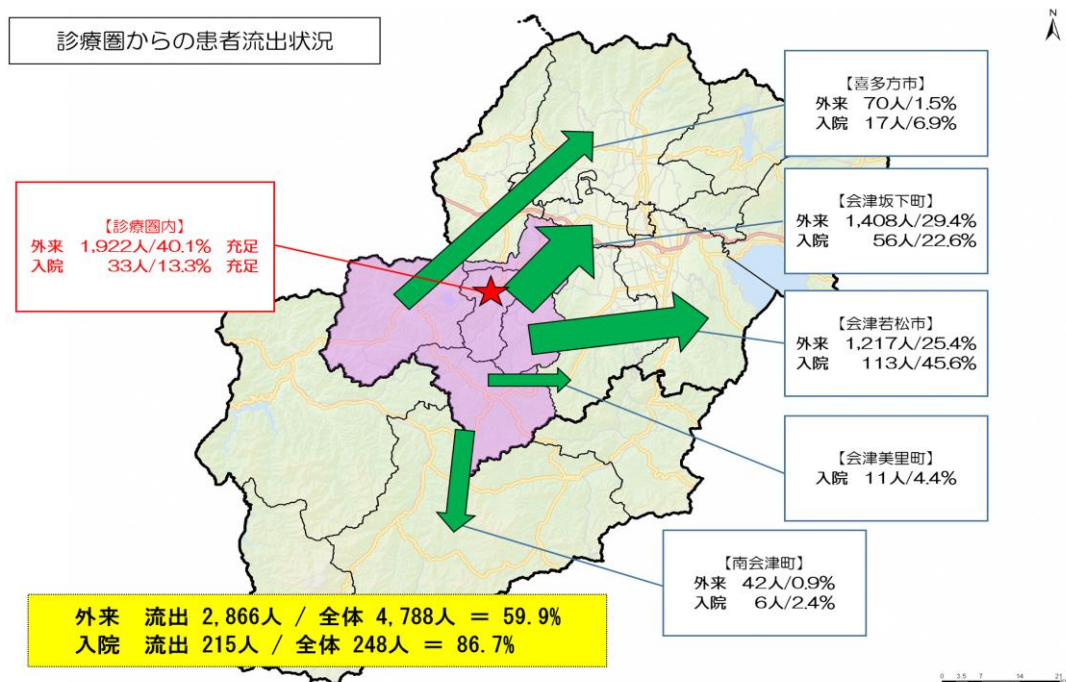 診療圏からの患者流出状況
N
【喜多方市】
外来 70人/1.5%
入院 17人/6.9%
【会津坂下町】
外来 1,408人/29.4%
入院 56人/22.6%
【診療圏内】
外来 1,922人/40.1% 充足
入院 33人/13.3% 充足
【会津若松市】
外来 1,217人/25.4%
入院 113人/45.6%
【会津美里町】
入院 11人/4.4%
【南会津町】
外来 42人/0.9%
入院 6人/2.4%
外来 流出 2,866人 / 全体 4,788人 = 59.9%
入院 流出 215人 / 全体 248人 = 86.7%
0 3.5 7 14 21